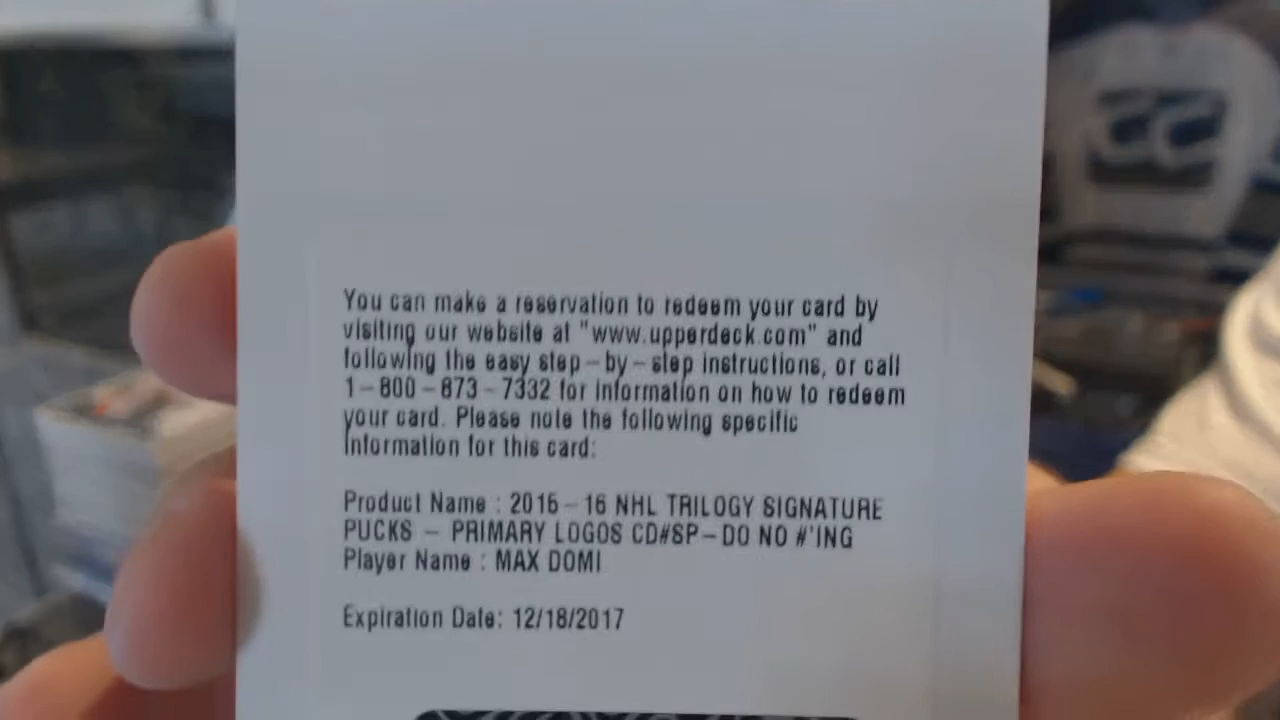 You can make a reservation to redeem your card by
visiting our website at "www.upperdeck.com" and
following the easy step-by-step instructions, or call
1-800-873-7332 for information on how to redeem
your card. Please note the following specific
information for this card:
Product Name : 2015-16 NHL TRILOGY SIGNATURE
PUCKS - PRIMARY LOGOS CD#SP-DO NO #'ING
Player Name : MAX DOMI
Expiration Date: 12/18/2017